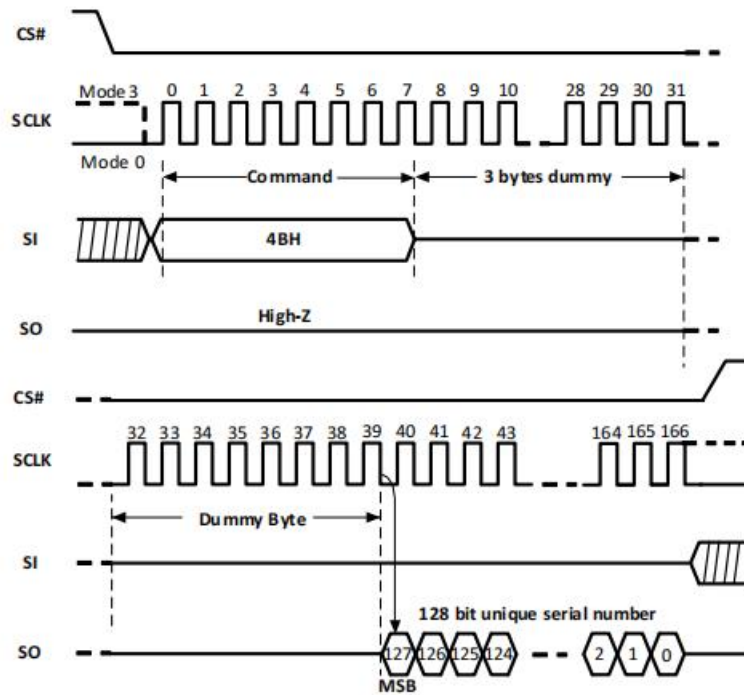 CS#
Mode 3 0 1 2 3 4 5 6 7 8 9 10 28 29 30 31
SCLK
Mode 0
Command 3 bytes dummy
SI 4BH
High-Z
SO
CS#
32 33 34 35 36 37 38 39 40 41 42 43 164 165 166
SCLK
Dummy Byte
SI
128 bit unique serial number
SO 127 126 125 124 2 1 0
MSB